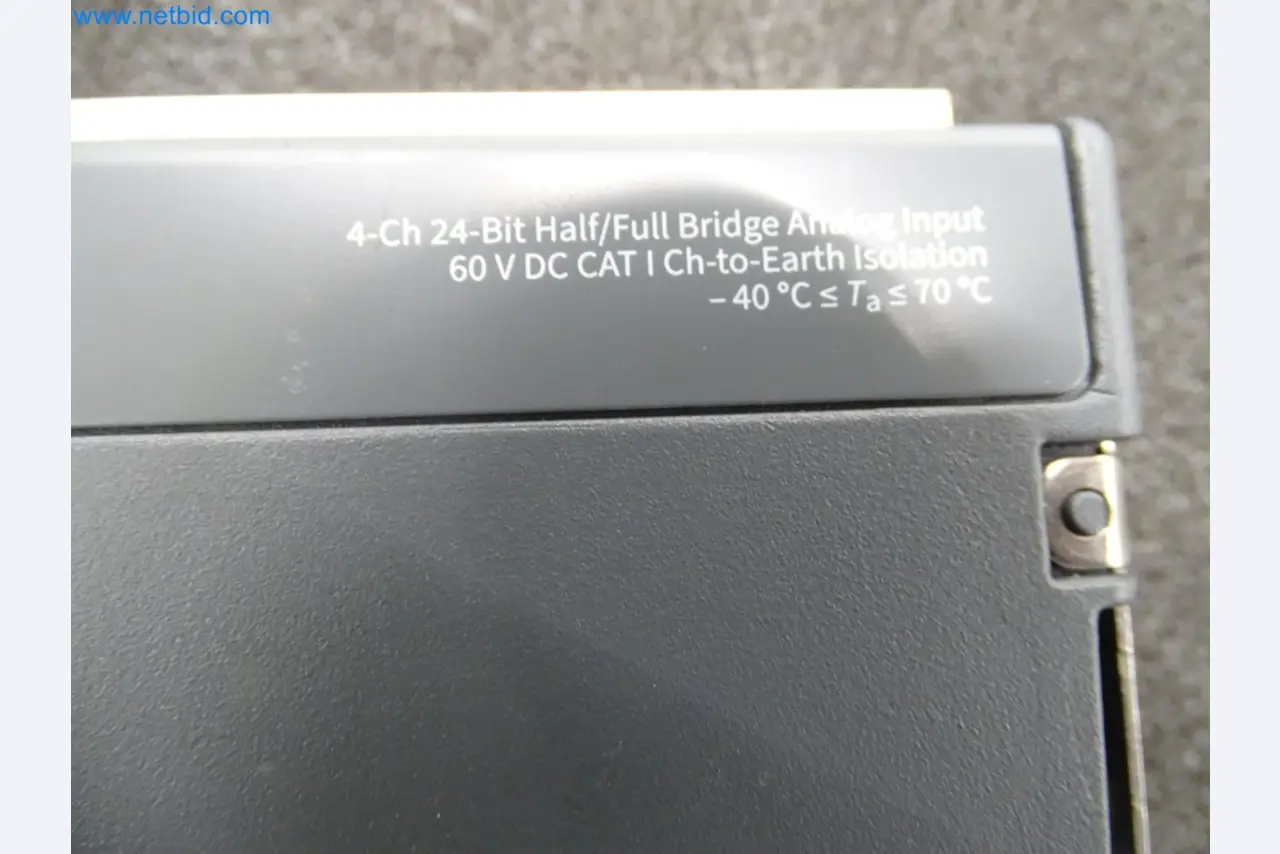 www.netbid.com
4-Ch 24-Bit Half/Full Bridge Analog Input
60 V DC CAT I Ch-to-Earth Isolation
– 40 °C ≤ Ta ≤ 70 °C